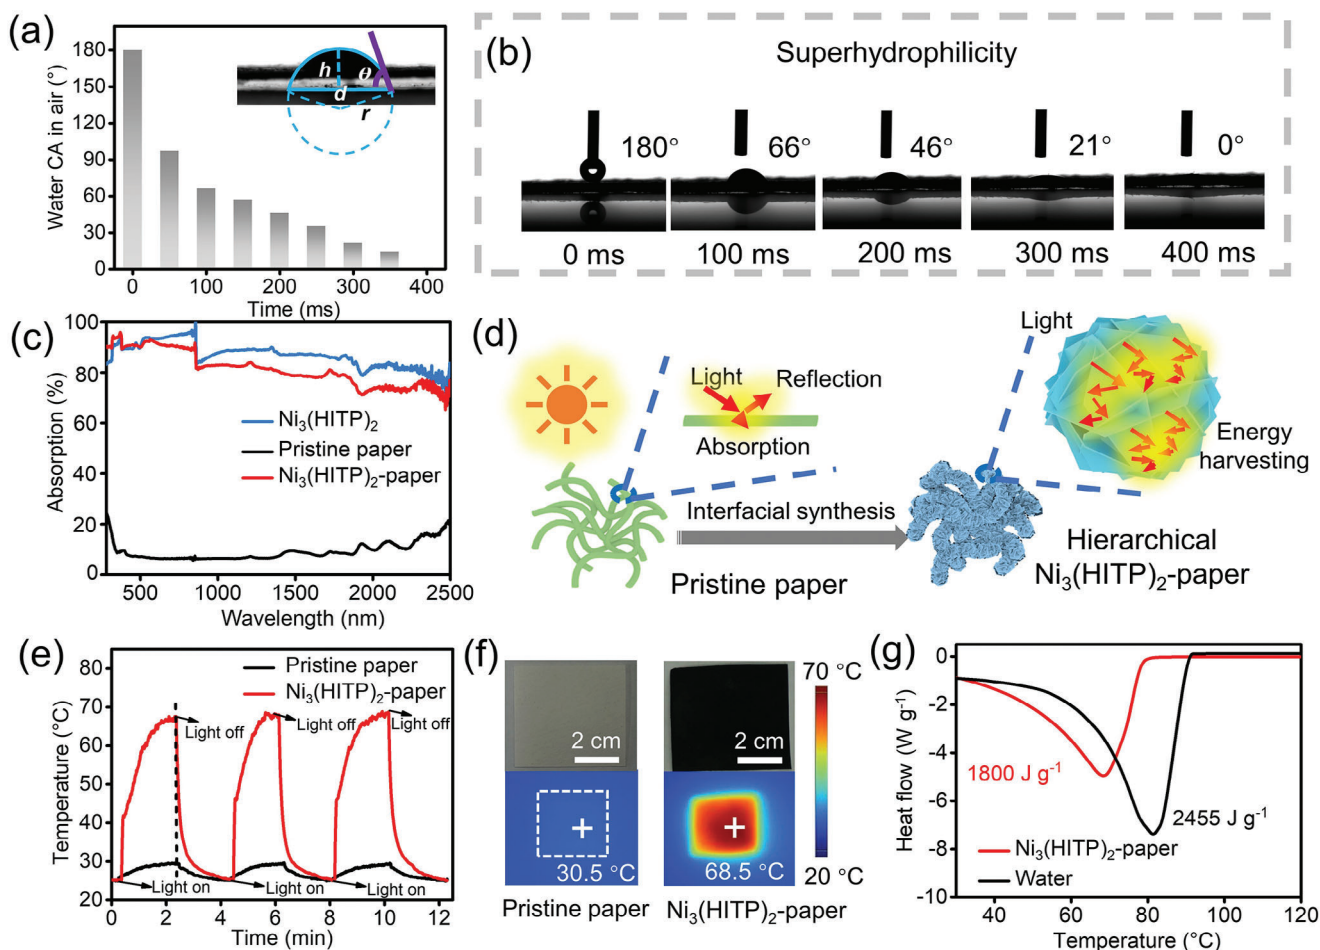 (a)
Water CA in air (°)
180
150
120
90
60
30
0
0 100 200 300 400
Time (ms)
h
θ
d
r
(b)
Superhydrophilicity
180° 66° 46° 21° 0°
0 ms 100 ms 200 ms 300 ms 400 ms
(c)
Absorption (%)
100
80
60
40
20
0
Ni₃(HITP)₂
Pristine paper
Ni₃(HITP)₂-paper
500 1000 1500 2000 2500
Wavelength (nm)
(d)
Light
Reflection
Absorption
Light
Energy
harvesting
Interfacial synthesis
Pristine paper
Hierarchical
Ni₃(HITP)₂-paper
(e)
Temperature (°C)
80
70
60
50
40
30
20
Pristine paper
Ni₃(HITP)₂-paper
Light off
Light off
Light off
Light on
Light on
Light on
0 2 4 6 8 10 12
Time (min)
(f)
2 cm
2 cm
30.5 °C
68.5 °C
70 °C
20 °C
Pristine paper
Ni₃(HITP)₂-paper
(g)
Heat flow (W g⁻¹)
0
-2
-4
-6
-8
-10
1800 J g⁻¹
2455 J g⁻¹
Ni₃(HITP)₂-paper
Water
40 60 80 100 120
Temperature (°C)